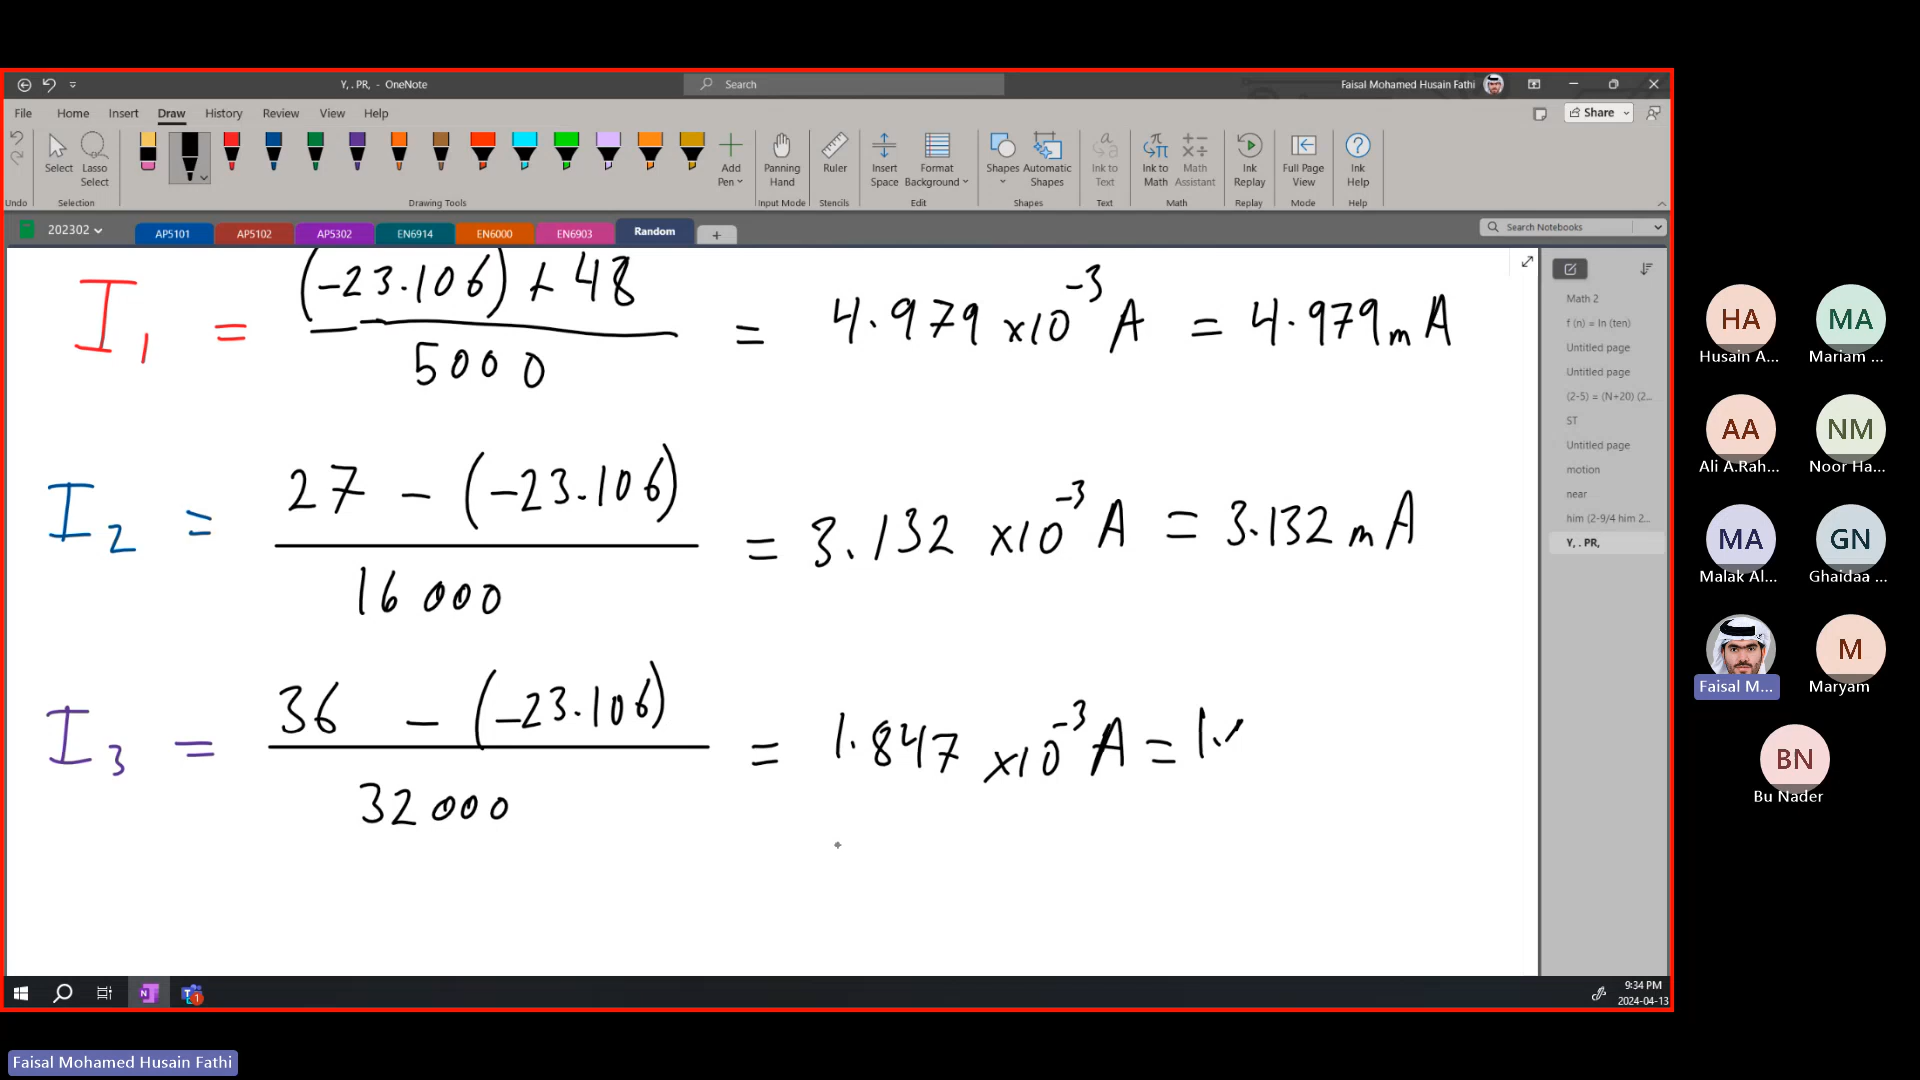 Y, . PR, - OneNote
Search
Faisal Mohamed Husain Fathi
File Home Insert Draw History Review View Help
Share
Undo
Select
Lasso Select
Selection
Drawing Tools
Add Pen
Panning Hand
Input Mode
Ruler
Stencils
Insert Space
Format Background
Edit
Shapes
Automatic Shapes
Shapes
Ink to Text
Text
Ink to Math
Math Assistant
Math
Ink Replay
Replay
Full Page View
Mode
Ink Help
Help
202302
AP5101 AP5102 AP5302 EN6914 EN6000 EN6903 Random +
Search Notebooks
I₁ = (-23.106) + 48 / 5000 = 4.979 ×10⁻³ A = 4.979 mA
I₂ = 27 - (-23.106) / 16000 = 3.132 ×10⁻³ A = 3.132 mA
I₃ = 36 - (-23.106) / 32000 = 1.847 ×10⁻³ A = 1.
Math 2
f (n) = ln (ten)
Untitled page
Untitled page
(2-5) = (N+20) (2...
ST
Untitled page
motion
near
him (2-9/4 him 2...
Y, . PR,
9:34 PM
2024-04-13
HA
Husain A...
MA
Mariam ...
AA
Ali A.Rah...
NM
Noor Ha...
MA
Malak Al...
GN
Ghaidaa ...
Faisal M...
M
Maryam
BN
Bu Nader
Faisal Mohamed Husain Fathi